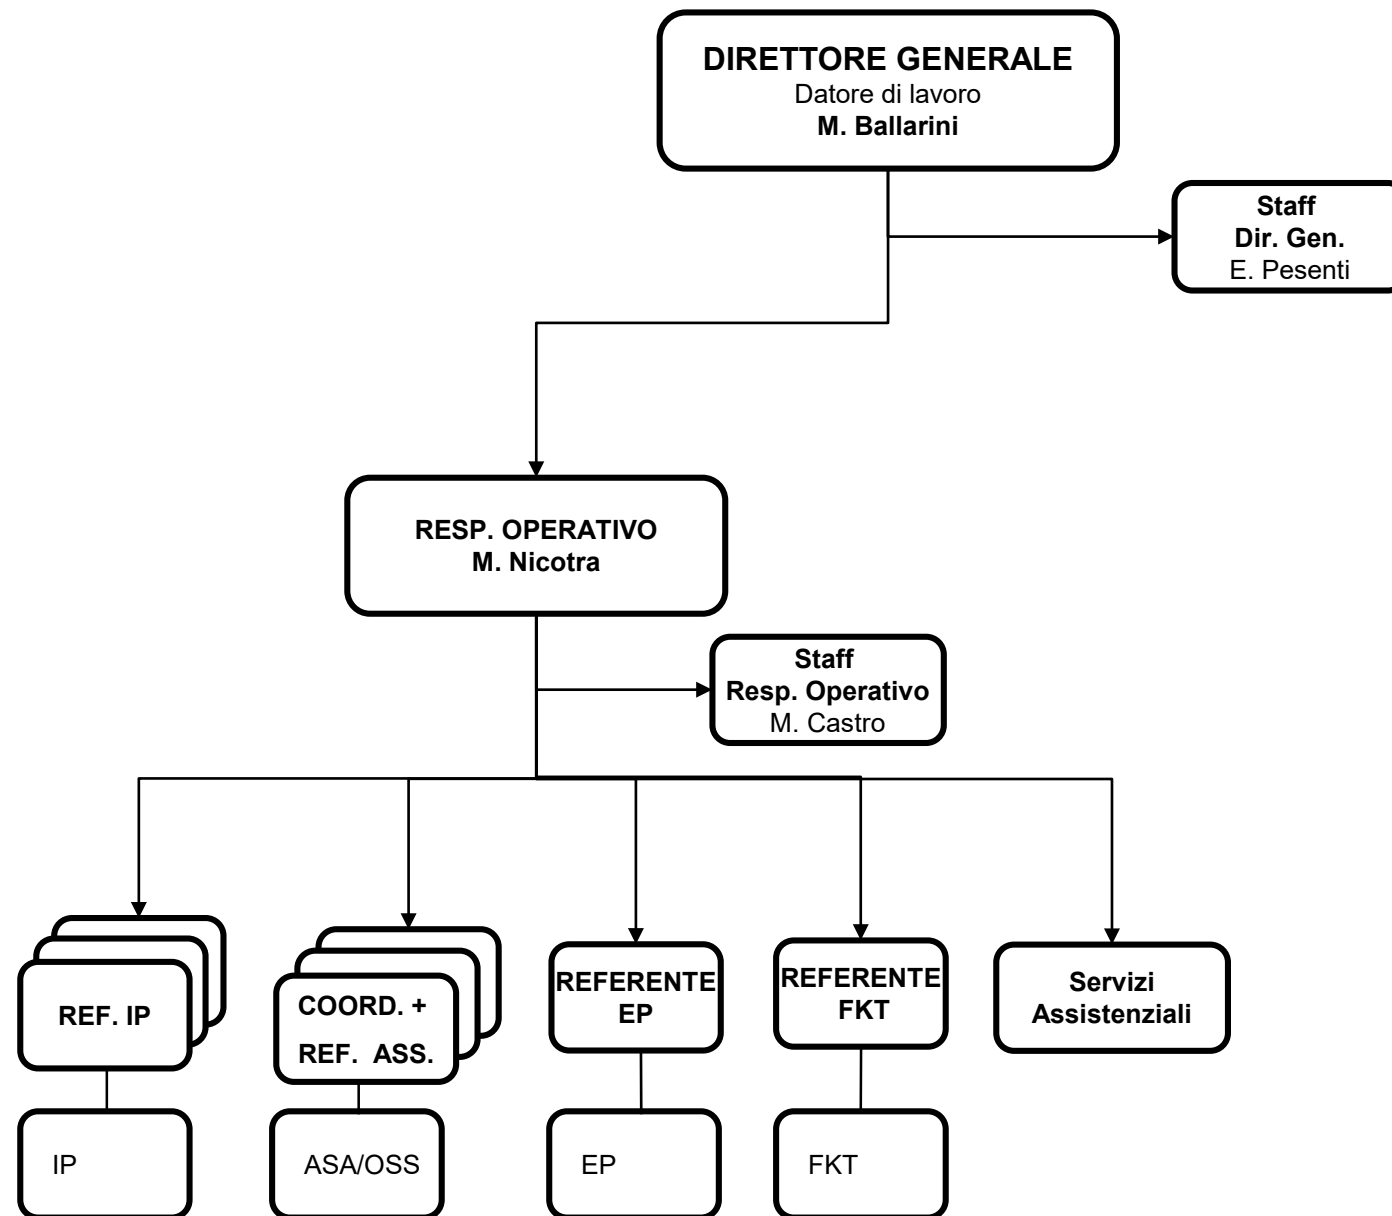 DIRETTORE GENERALE
Datore di lavoro
M. Ballarini
Staff
Dir. Gen.
E. Pesenti
RESP. OPERATIVO
M. Nicotra
Staff
Resp. Operativo
M. Castro
REF. IP
COORD. +
REF. ASS.
REFERENTE
EP
REFERENTE
FKT
Servizi
Assistenziali
IP
ASA/OSS
EP
FKT